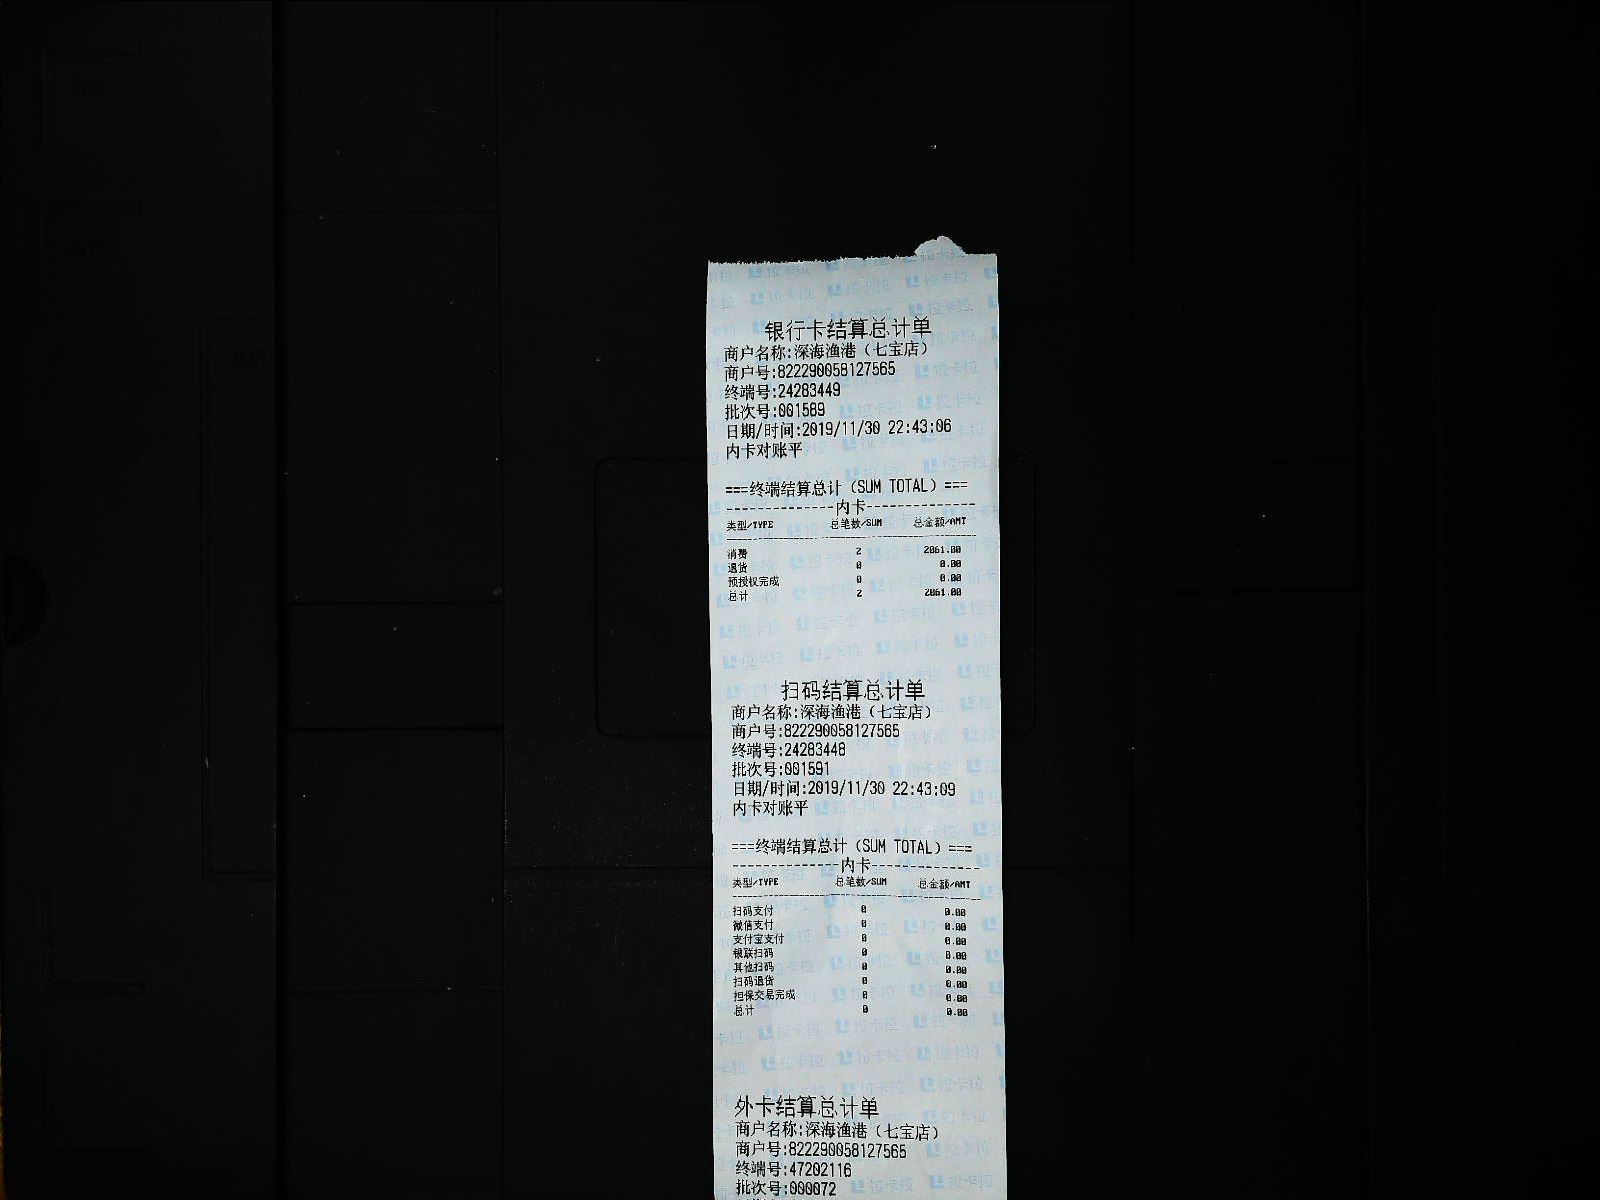 银行卡结算总计单
商户名称:深海渔港（七宝店）
商户号:822290058127565
终端号:24283449
批次号:001589
日期/时间:2019/11/30 22:43:06
内卡对账平
===终端结算总计（SUM TOTAL）===
--------------内卡--------------
类型/TYPE 总笔数/SUM 总金额/AMT
消费 2 2061.00
退货 0 0.00
预授权完成 0 0.00
总计 2 2061.00
扫码结算总计单
商户名称:深海渔港（七宝店）
商户号:822290058127565
终端号:24283448
批次号:001591
日期/时间:2019/11/30 22:43:09
内卡对账平
===终端结算总计（SUM TOTAL）===
--------------内卡--------------
类型/TYPE 总笔数/SUM 总金额/AMT
扫码支付 0 0.00
微信支付 0 0.00
支付宝支付 0 0.00
银联扫码 0 0.00
其他扫码 0 0.00
扫码退货 0 0.00
担保交易完成 0 0.00
总计 0 0.00
外卡结算总计单
商户名称:深海渔港（七宝店）
商户号:822290058127565
终端号:47202116
批次号:000072